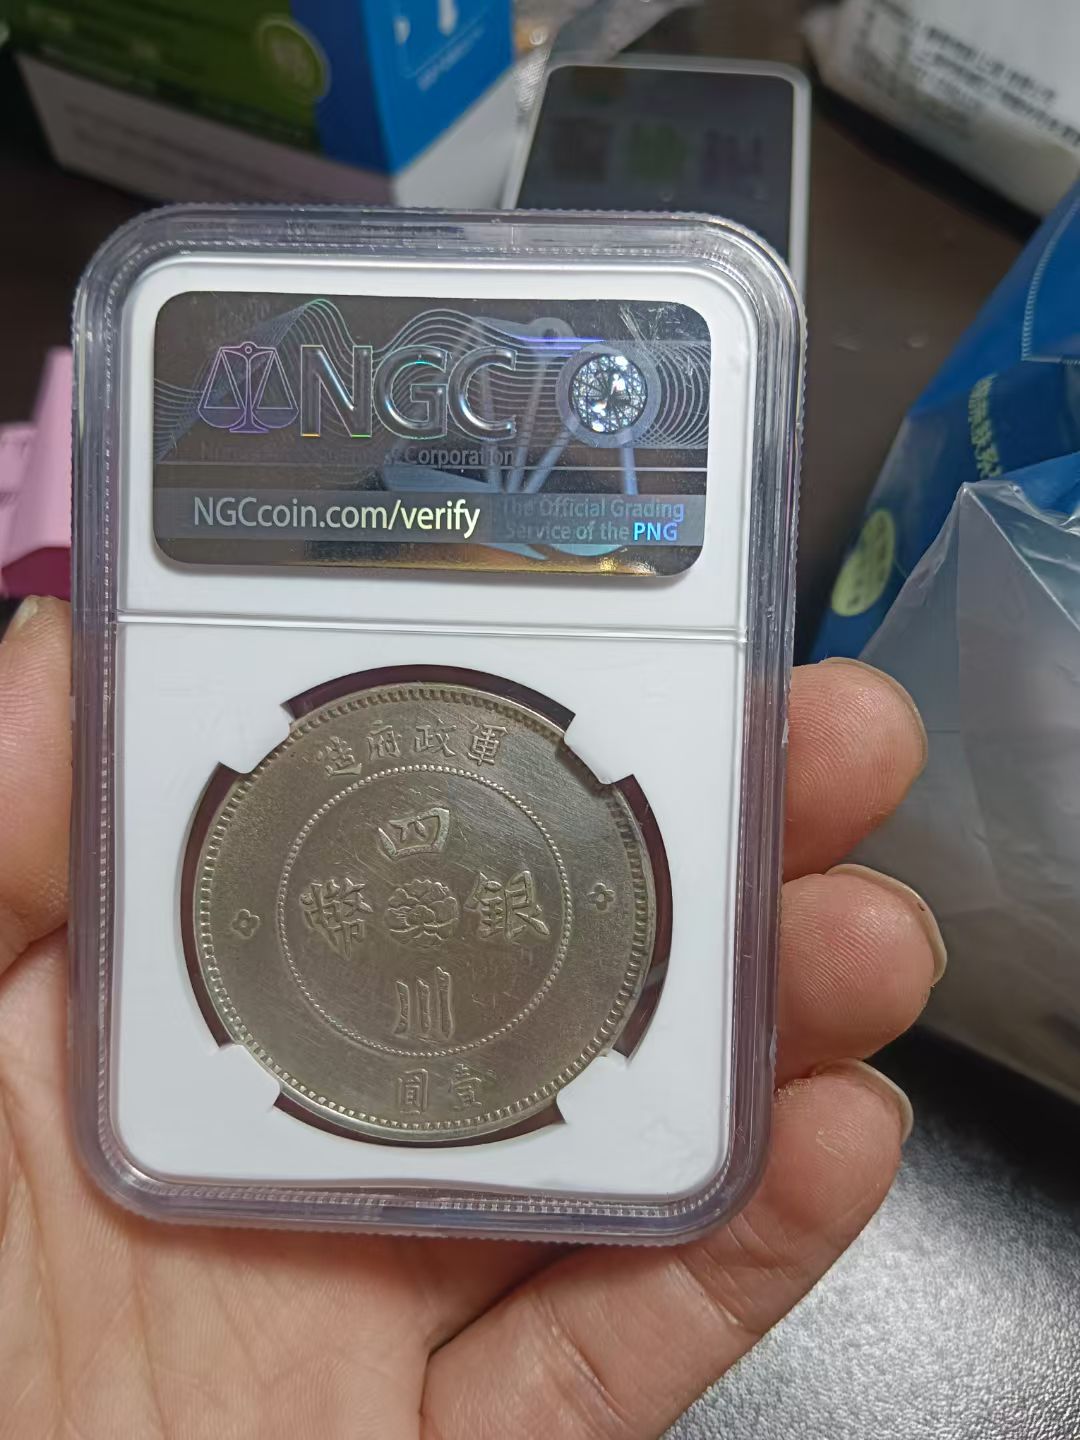 NGC
Corporation
NGCcoin.com/verify
The Official Grading
Service of the PNG
軍政府造
四川銀幣
壹圓